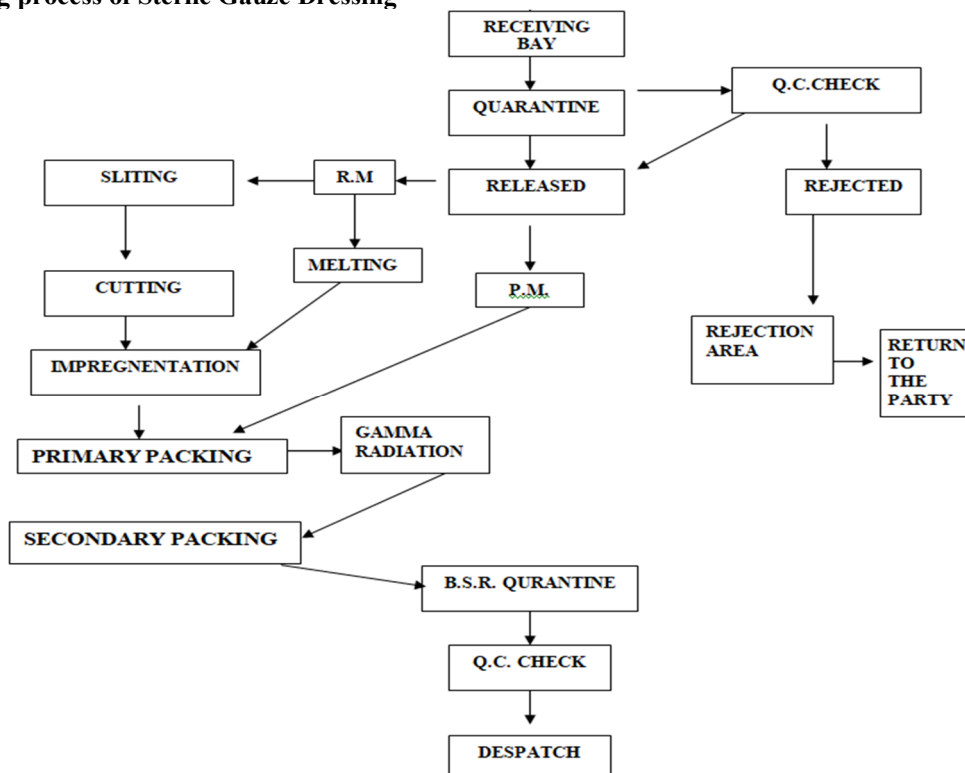 g process of Sterile Gauze Dressing
RECEIVING
BAY
Q.C.CHECK
QUARANTINE
SLITING
R.M
RELEASED
REJECTED
MELTING
CUTTING
P.M.
REJECTION
AREA
RETURN
TO
THE
PARTY
IMPREGNENTATION
GAMMA
RADIATION
PRIMARY PACKING
SECONDARY PACKING
B.S.R. QURANTINE
Q.C. CHECK
DESPATCH